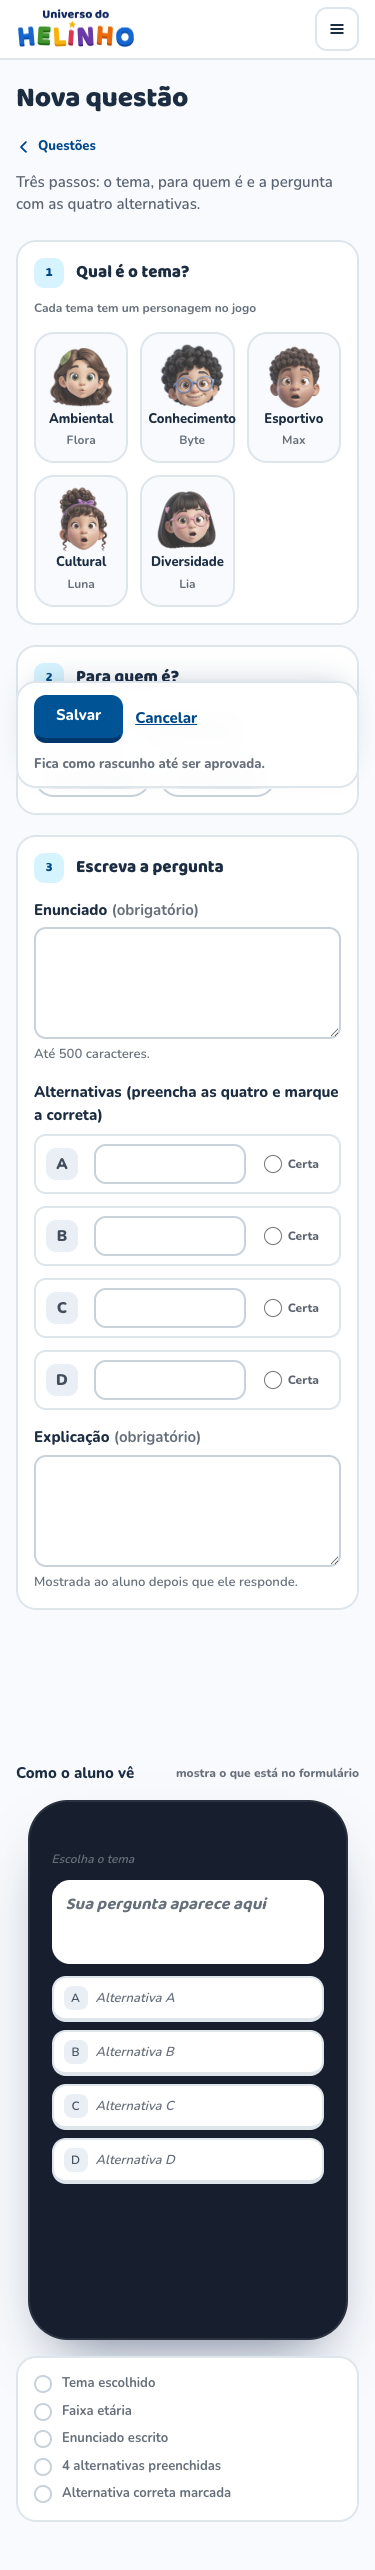 Universo do
HELINHO
Nova questão
Questões
Três passos: o tema, para quem é e a pergunta
com as quatro alternativas.
1 Qual é o tema?
Cada tema tem um personagem no jogo
Ambiental Conhecimento Esportivo
Flora Byte Max
Cultural Diversidade
Luna Lia
2 Para quem é?
Salvar Cancelar
Fica como rascunho até ser aprovada.
3 Escreva a pergunta
Enunciado (obrigatório)
Até 500 caracteres.
Alternativas (preencha as quatro e marque
a correta)
A Certa
B Certa
C Certa
D Certa
Explicação (obrigatório)
Mostrada ao aluno depois que ele responde.
Como o aluno vê mostra o que está no formulário
Escolha o tema
Sua pergunta aparece aqui
A Alternativa A
B Alternativa B
C Alternativa C
D Alternativa D
Tema escolhido
Faixa etária
Enunciado escrito
4 alternativas preenchidas
Alternativa correta marcada